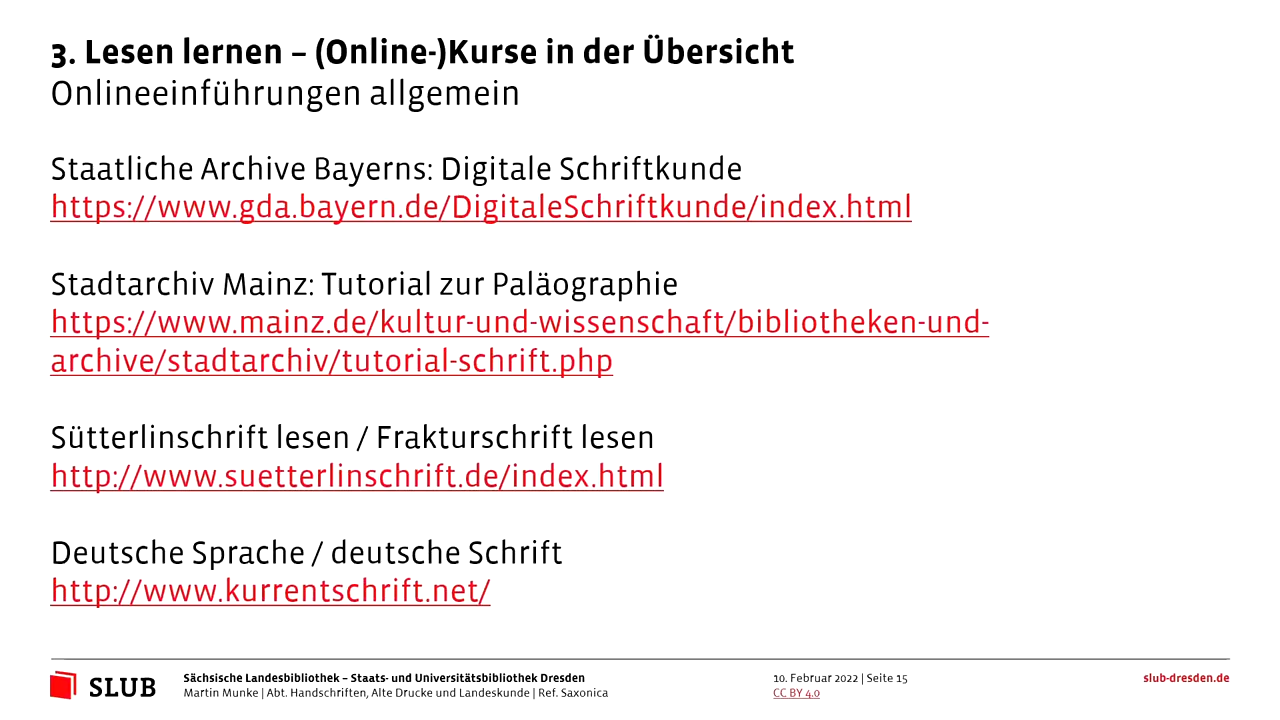 3. Lesen lernen – (Online-)Kurse in der Übersicht
Onlineeinführungen allgemein
Staatliche Archive Bayerns: Digitale Schriftkunde
https://www.gda.bayern.de/DigitaleSchriftkunde/index.html
Stadtarchiv Mainz: Tutorial zur Paläographie
https://www.mainz.de/kultur-und-wissenschaft/bibliotheken-und-
archive/stadtarchiv/tutorial-schrift.php
Sütterlinschrift lesen / Frakturschrift lesen
http://www.suetterlinschrift.de/index.html
Deutsche Sprache / deutsche Schrift
http://www.kurrentschrift.net/
SLUB
Sächsische Landesbibliothek – Staats- und Universitätsbibliothek Dresden
Martin Munke | Abt. Handschriften, Alte Drucke und Landeskunde | Ref. Saxonica
10. Februar 2022 | Seite 15
CC BY 4.0
slub-dresden.de